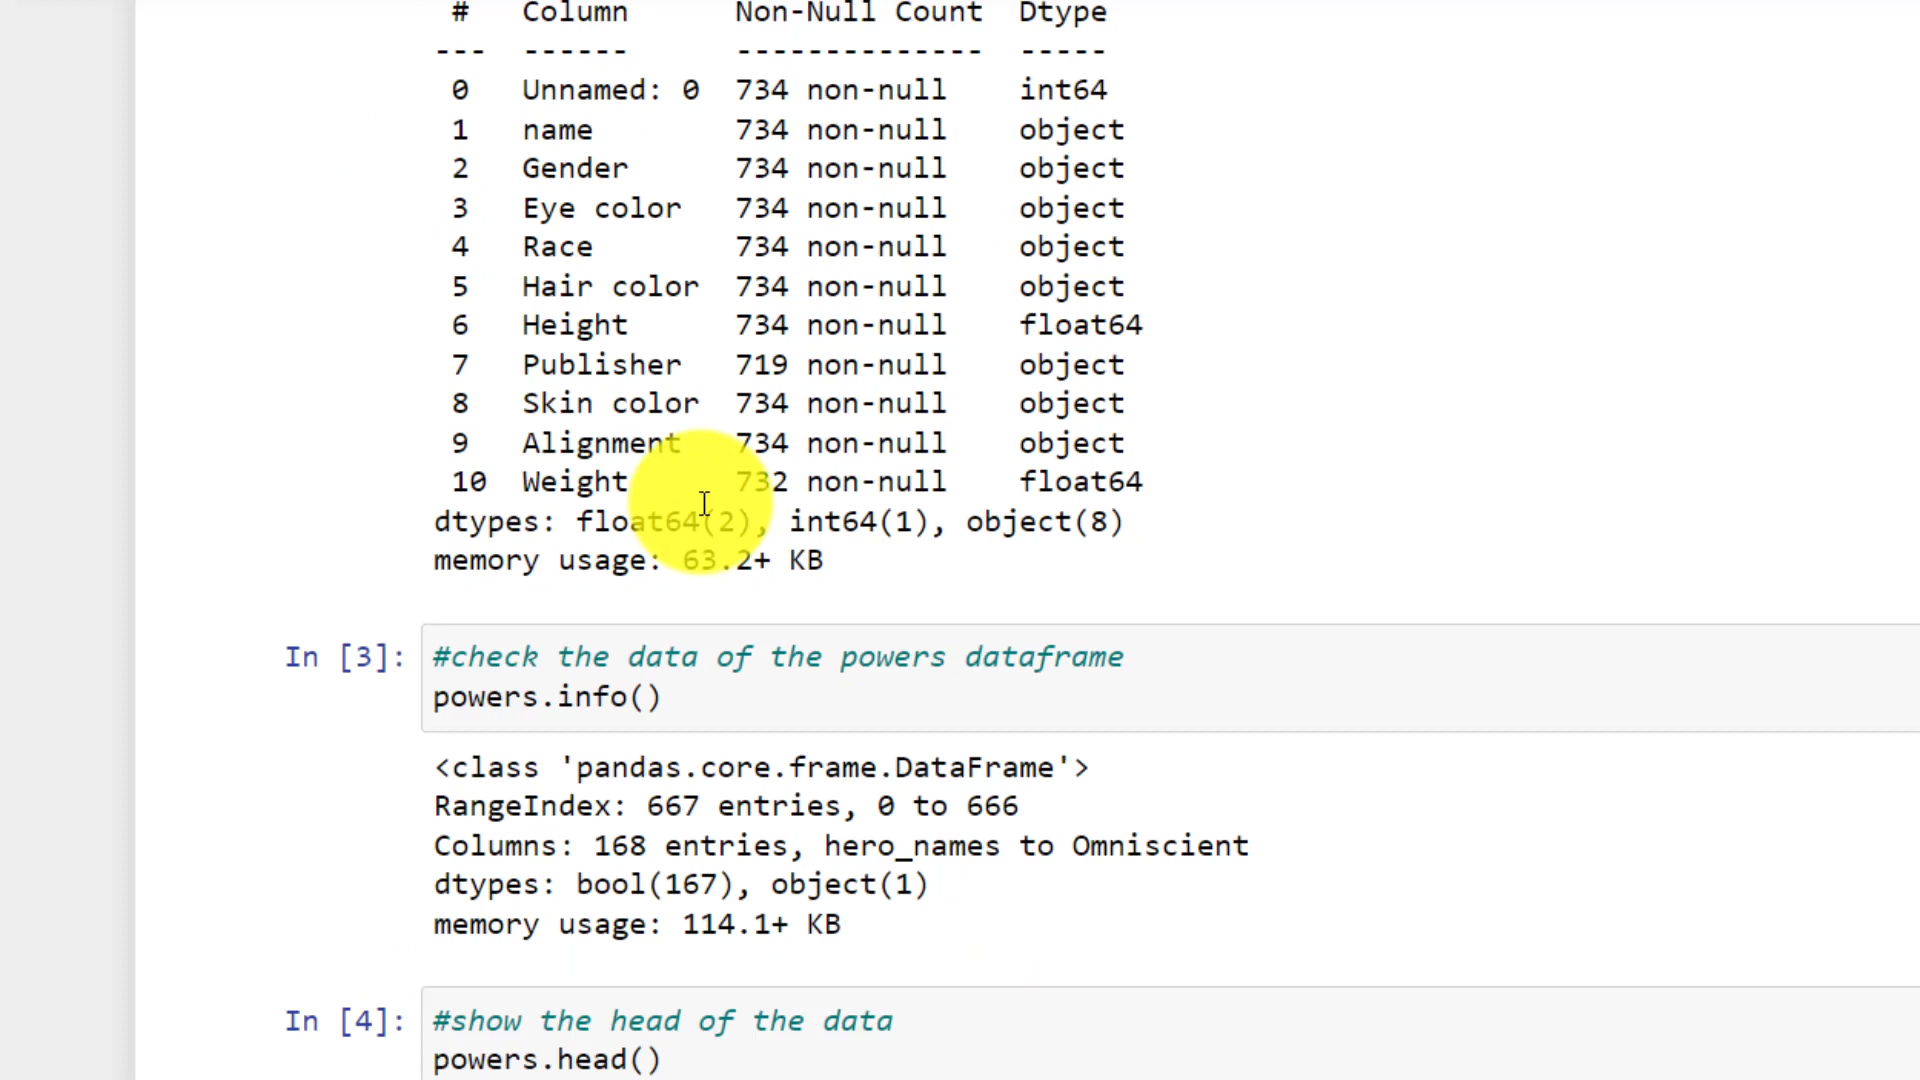 # Column Non-Null Count Dtype
--- ------ -------------- -----
0 Unnamed: 0 734 non-null int64
1 name 734 non-null object
2 Gender 734 non-null object
3 Eye color 734 non-null object
4 Race 734 non-null object
5 Hair color 734 non-null object
6 Height 734 non-null float64
7 Publisher 719 non-null object
8 Skin color 734 non-null object
9 Alignment 734 non-null object
10 Weight 732 non-null float64
dtypes: float64(2), int64(1), object(8)
memory usage: 63.2+ KB
In [3]: #check the data of the powers dataframe
powers.info()
<class 'pandas.core.frame.DataFrame'>
RangeIndex: 667 entries, 0 to 666
Columns: 168 entries, hero_names to Omniscient
dtypes: bool(167), object(1)
memory usage: 114.1+ KB
In [4]: #show the head of the data
powers.head()